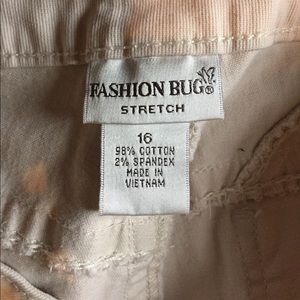 FASHION BUG®
STRETCH
16
98% COTTON
2% SPANDEX
MADE IN
VIETNAM